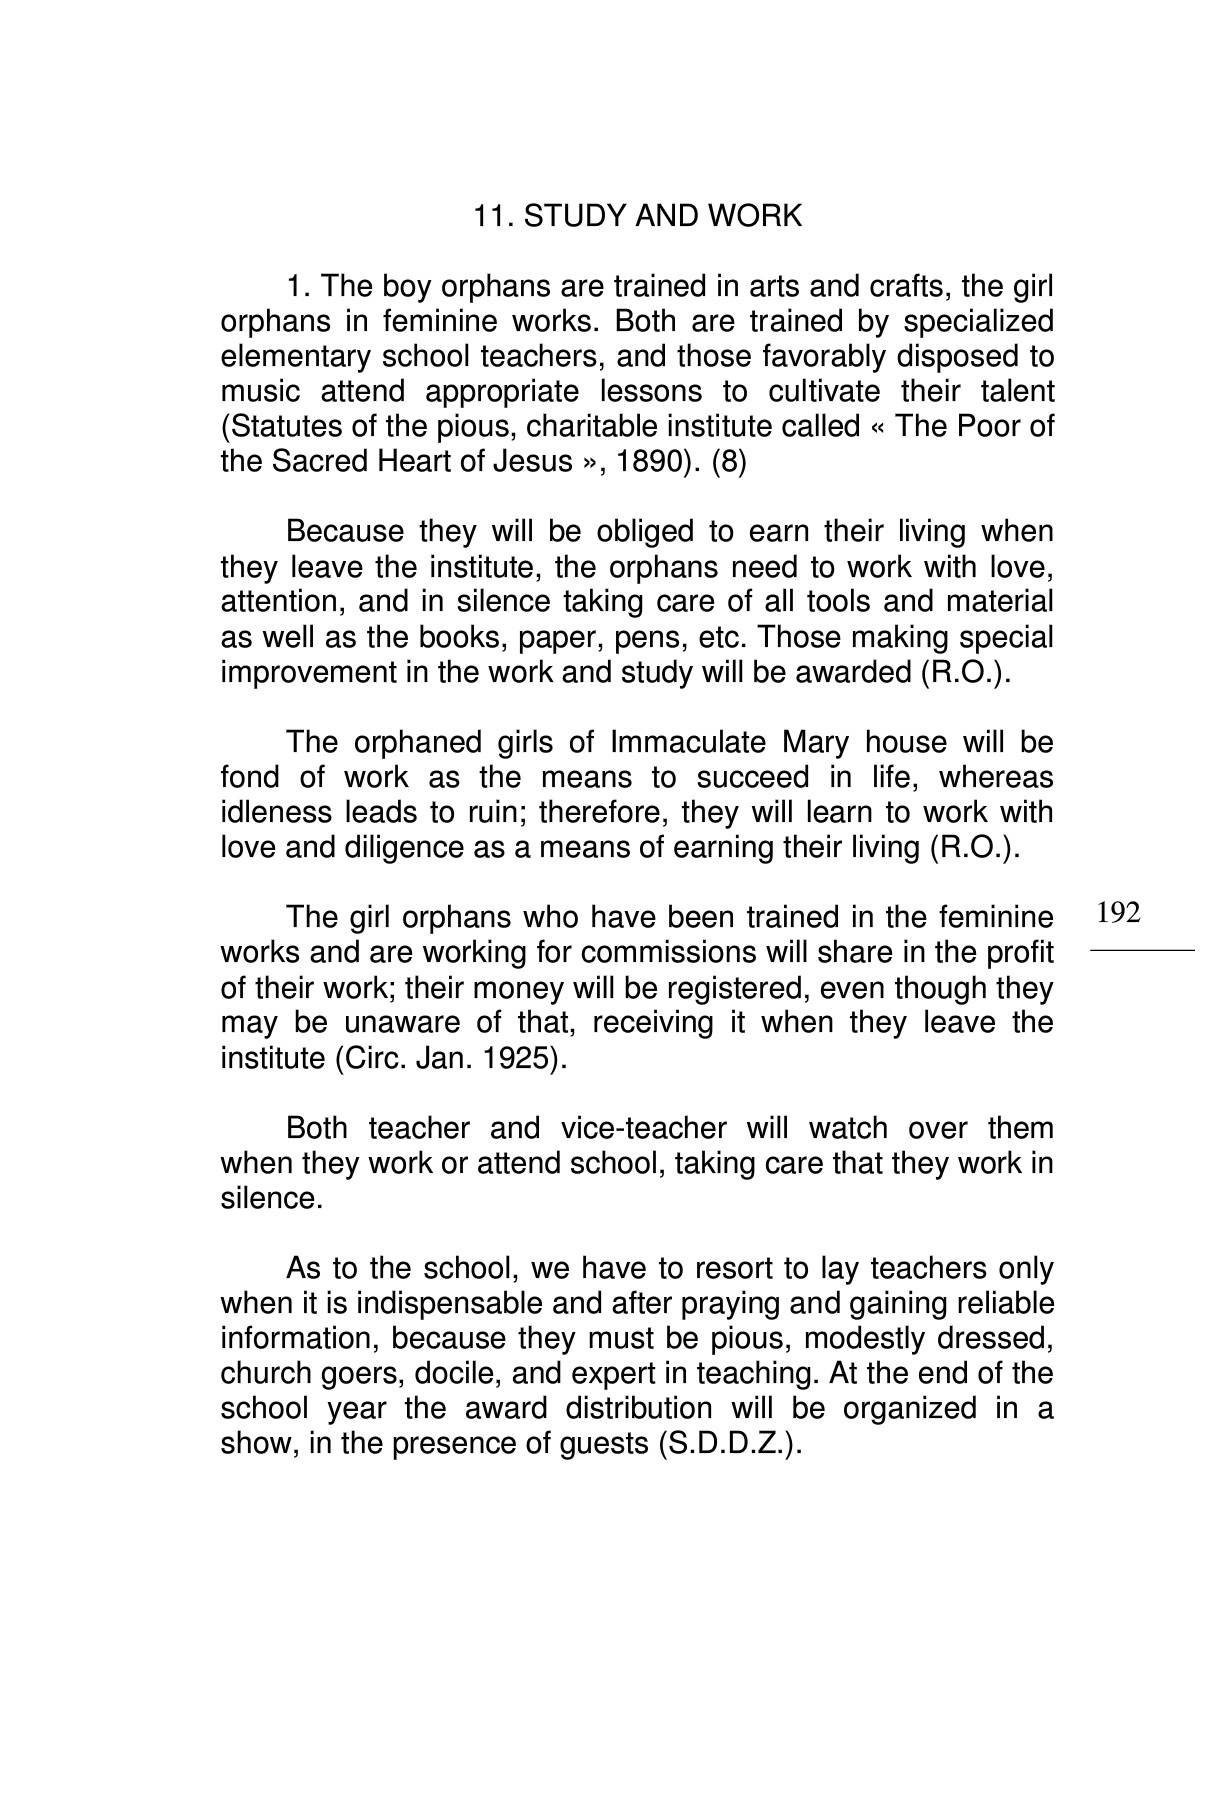 11. STUDY AND WORK
1. The boy orphans are trained in arts and crafts, the girl
orphans in feminine works. Both are trained by specialized
elementary school teachers, and those favorably disposed to
music attend appropriate lessons to cultivate their talent
(Statutes of the pious, charitable institute called « The Poor of
the Sacred Heart of Jesus », 1890). (8)
Because they will be obliged to earn their living when
they leave the institute, the orphans need to work with love,
attention, and in silence taking care of all tools and material
as well as the books, paper, pens, etc. Those making special
improvement in the work and study will be awarded (R.O.).
The orphaned girls of Immaculate Mary house will be
fond of work as the means to succeed in life, whereas
idleness leads to ruin; therefore, they will learn to work with
love and diligence as a means of earning their living (R.O.).
The girl orphans who have been trained in the feminine
works and are working for commissions will share in the profit
of their work; their money will be registered, even though they
may be unaware of that, receiving it when they leave the
institute (Circ. Jan. 1925).
Both teacher and vice-teacher will watch over them
when they work or attend school, taking care that they work in
silence.
As to the school, we have to resort to lay teachers only
when it is indispensable and after praying and gaining reliable
information, because they must be pious, modestly dressed,
church goers, docile, and expert in teaching. At the end of the
school year the award distribution will be organized in a
show, in the presence of guests (S.D.D.Z.).
192